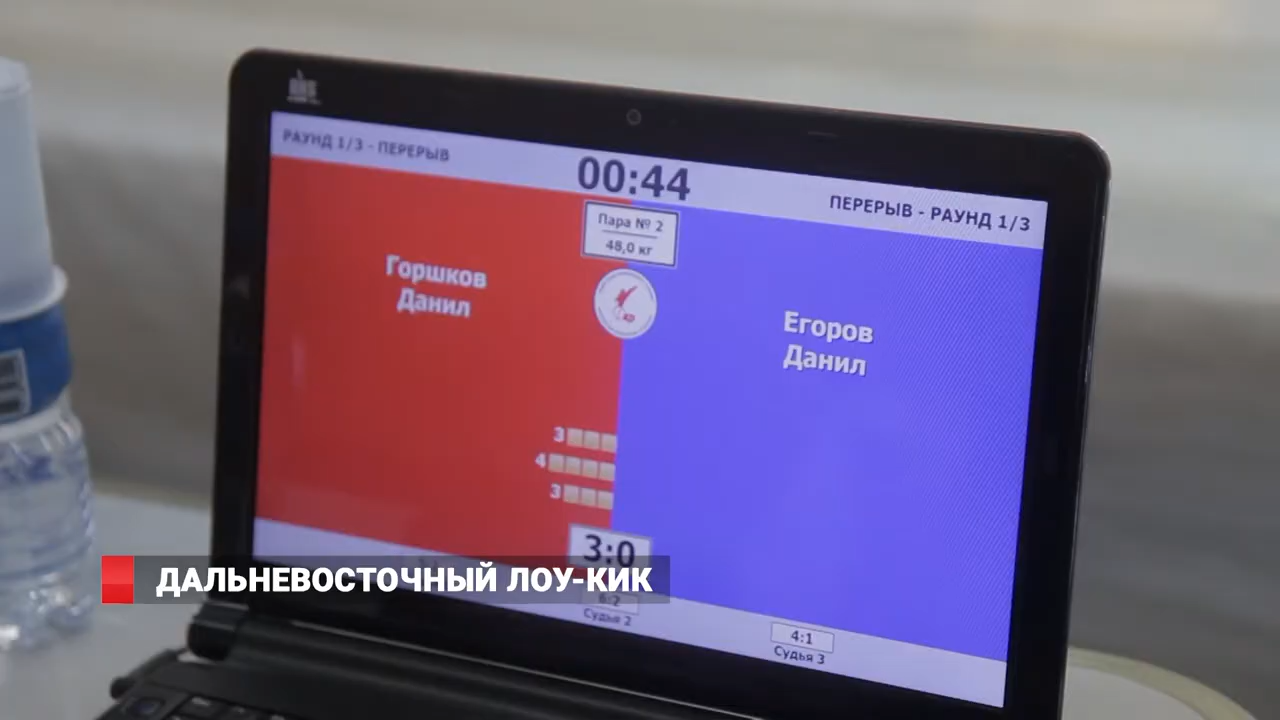 РАУНД 1/3 - ПЕРЕРЫВ
00:44
ПЕРЕРЫВ - РАУНД 1/3
Пара № 2
48,0 кг
Горшков
Данил
Егоров
Данил
3
4
3
3:0
ДАЛЬНЕВОСТОЧНЫЙ ЛОУ-КИК
Судья 2
4:1
Судья 3